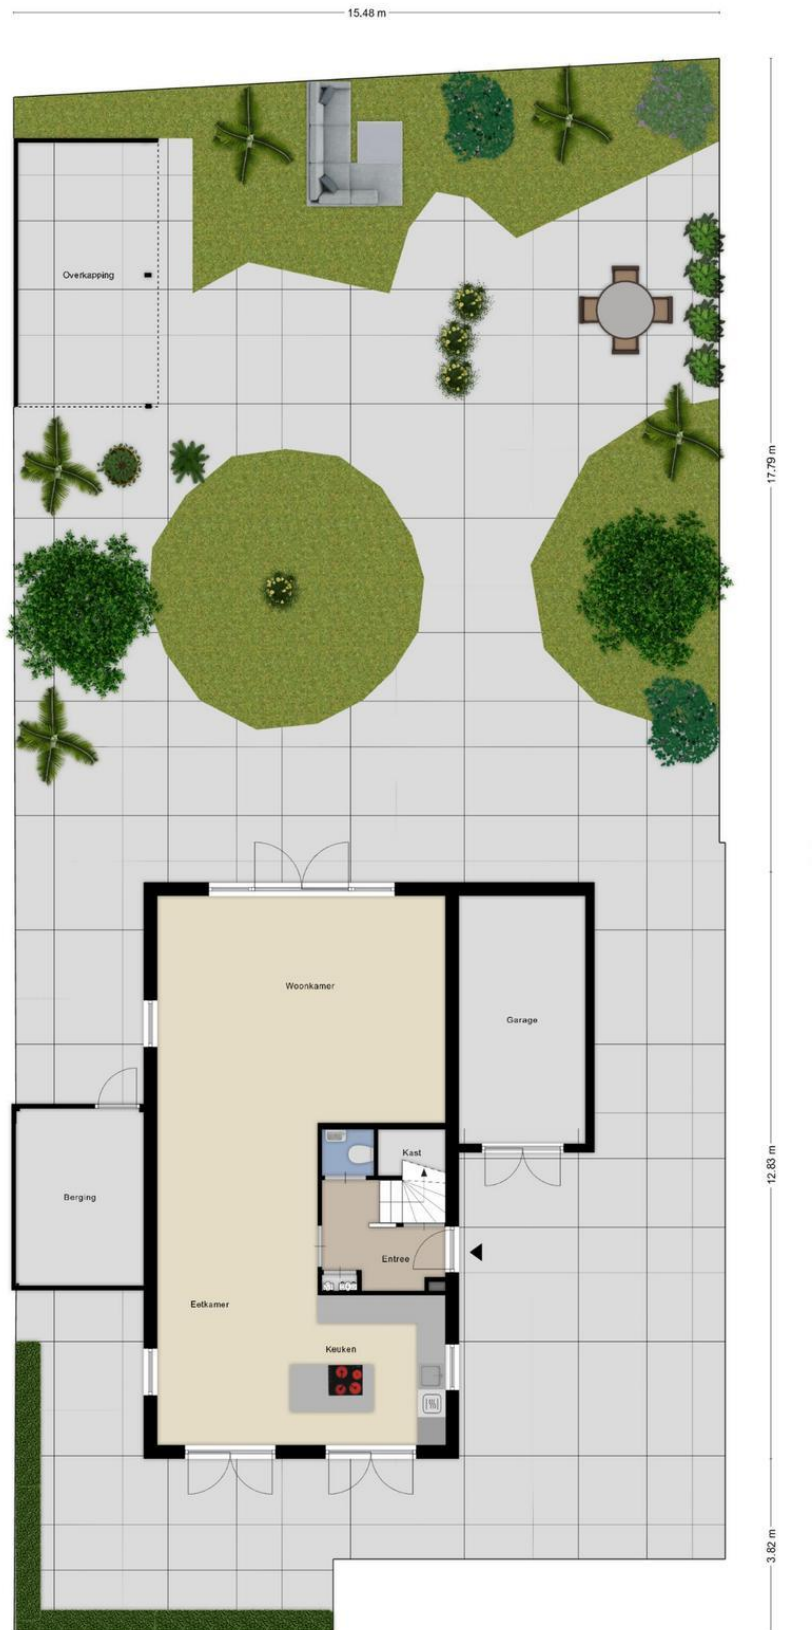 15.48 m
Overkapping
17.79 m
Woonkamer
Garage
Kast
12.83 m
Berging
Entree
Eetkamer
Keuken
3.82 m